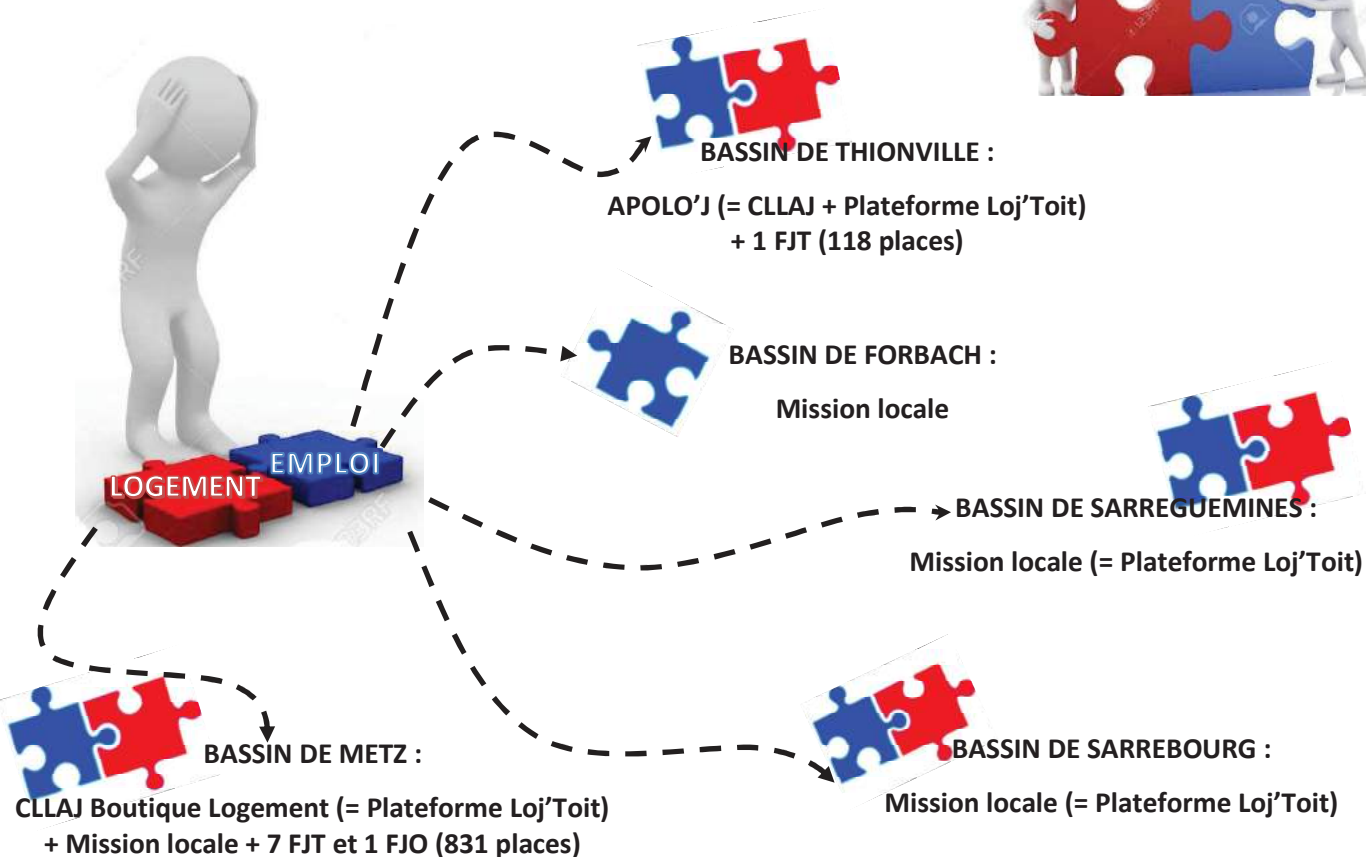 BASSIN DE THIONVILLE :
APOLO’J (= CLLAJ + Plateforme Loj’Toit)
+ 1 FJT (118 places)
BASSIN DE FORBACH :
Mission locale
LOGEMENT
EMPLOI
BASSIN DE SARREGUEMINES :
Mission locale (= Plateforme Loj’Toit)
BASSIN DE METZ :
CLLAJ Boutique Logement (= Plateforme Loj’Toit)
+ Mission locale + 7 FJT et 1 FJO (831 places)
BASSIN DE SARREBOURG :
Mission locale (= Plateforme Loj’Toit)